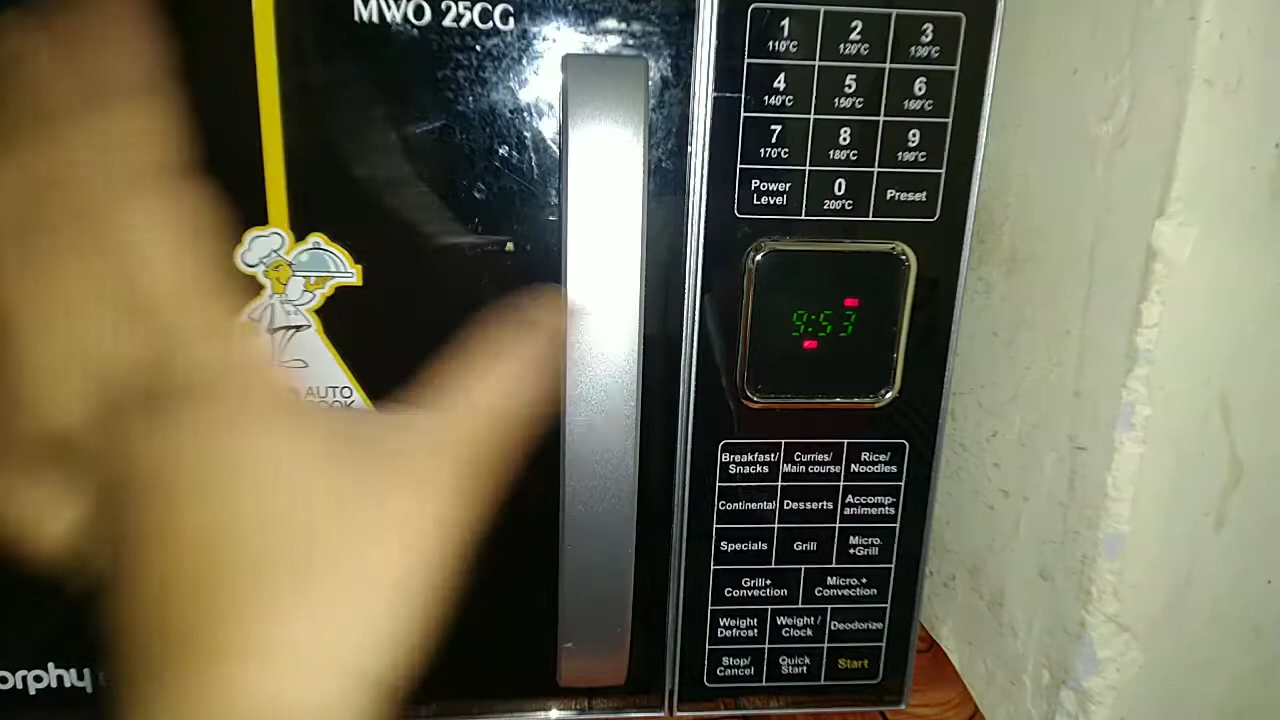 MWO 25CG
1 2 3
110°C 120°C 130°C
4 5 6
140°C 150°C 160°C
7 8 9
170°C 180°C 190°C
Power Level 0 200°C Preset
9:53
AUTO
Breakfast/ Snacks Curries/ Main course Rice/ Noodles
Continental Desserts Accomp- animents
Specials Grill Micro. +Grill
Grill+ Convection Micro.+ Convection
Weight Defrost Weight / Clock Deodorize
Stop/ Cancel Quick Start Start
orphy